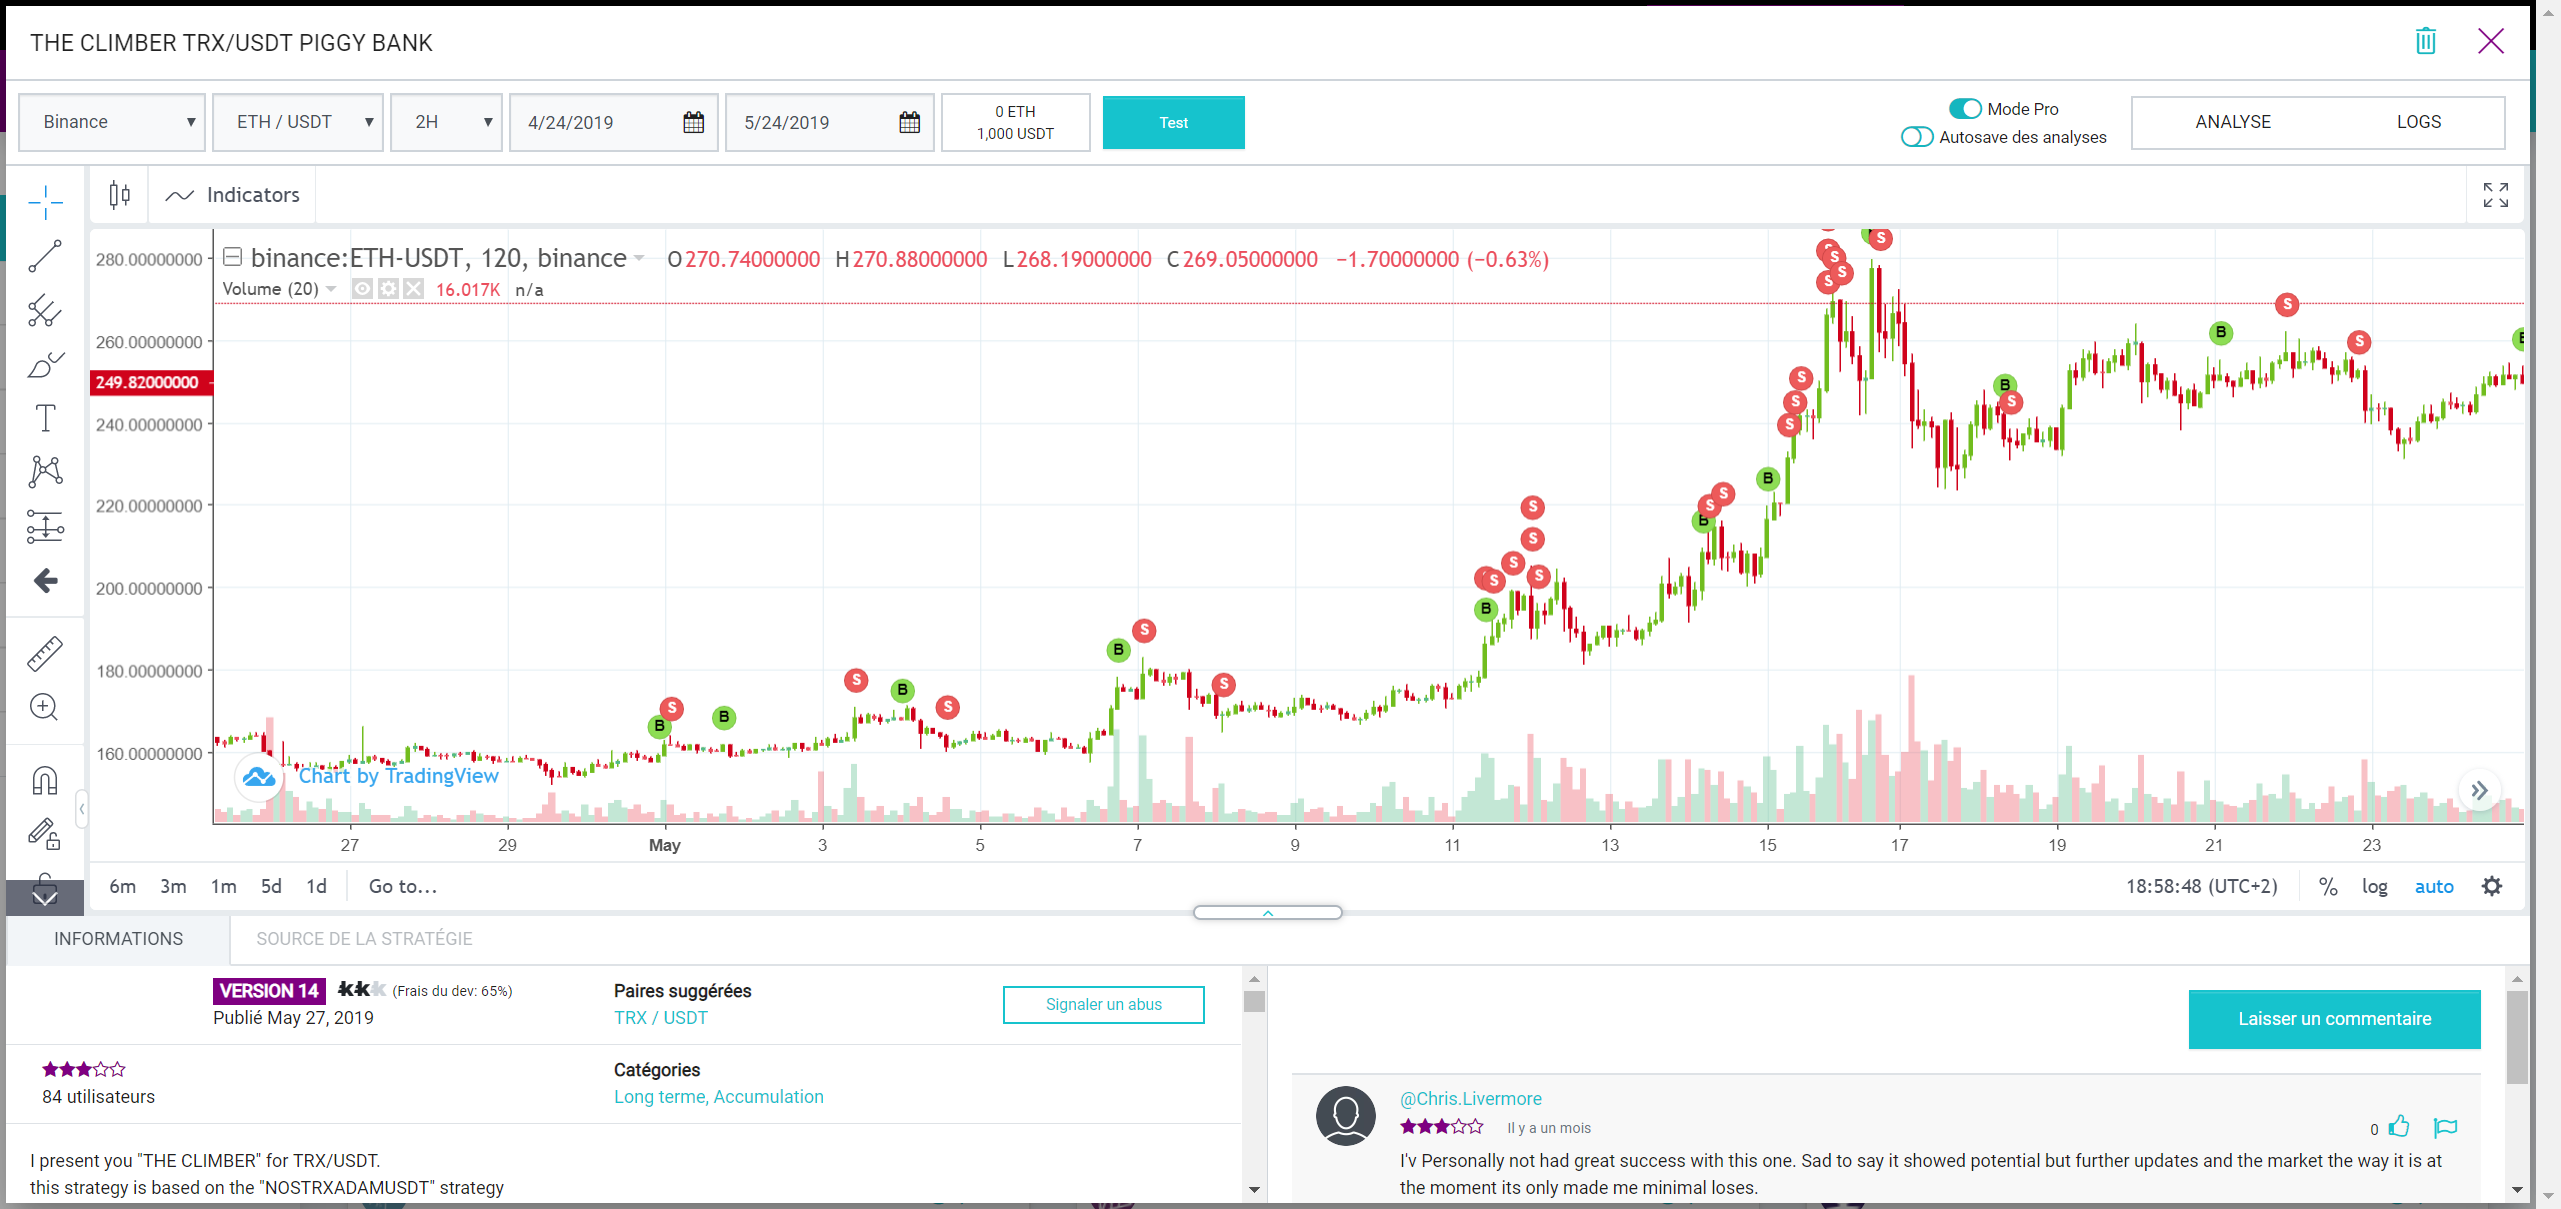 THE CLIMBER TRX/USDT PIGGY BANK
Binance ▼ ETH / USDT ▼ 2H ▼ 4/24/2019 5/24/2019
0 ETH
1,000 USDT
Test
Mode Pro
Autosave des analyses
ANALYSE LOGS
Indicators
binance:ETH-USDT, 120, binance O270.74000000 H270.88000000 L268.19000000 C269.05000000 −1.70000000 (−0.63%)
Volume (20) 16.017K n/a
280.00000000
260.00000000
249.82000000
240.00000000
220.00000000
200.00000000
180.00000000
160.00000000
B S B S B S B S S B S S S S S S B S S B S S S S S S S S B S B S B S S B
Chart by TradingView
27 29 May 3 5 7 9 11 13 15 17 19 21 23
6m 3m 1m 5d 1d Go to... 18:58:48 (UTC+2) % log auto
INFORMATIONS SOURCE DE LA STRATÉGIE
VERSION 14 (Frais du dev: 65%)
Publié May 27, 2019
Paires suggérées
TRX / USDT
Signaler un abus
84 utilisateurs
Catégories
Long terme, Accumulation
I present you "THE CLIMBER" for TRX/USDT.
this strategy is based on the "NOSTRXADAMUSDT" strategy
Laisser un commentaire
@Chris.Livermore
Il y a un mois
0
I'v Personally not had great success with this one. Sad to say it showed potential but further updates and the market the way it is at
the moment its only made me minimal loses.